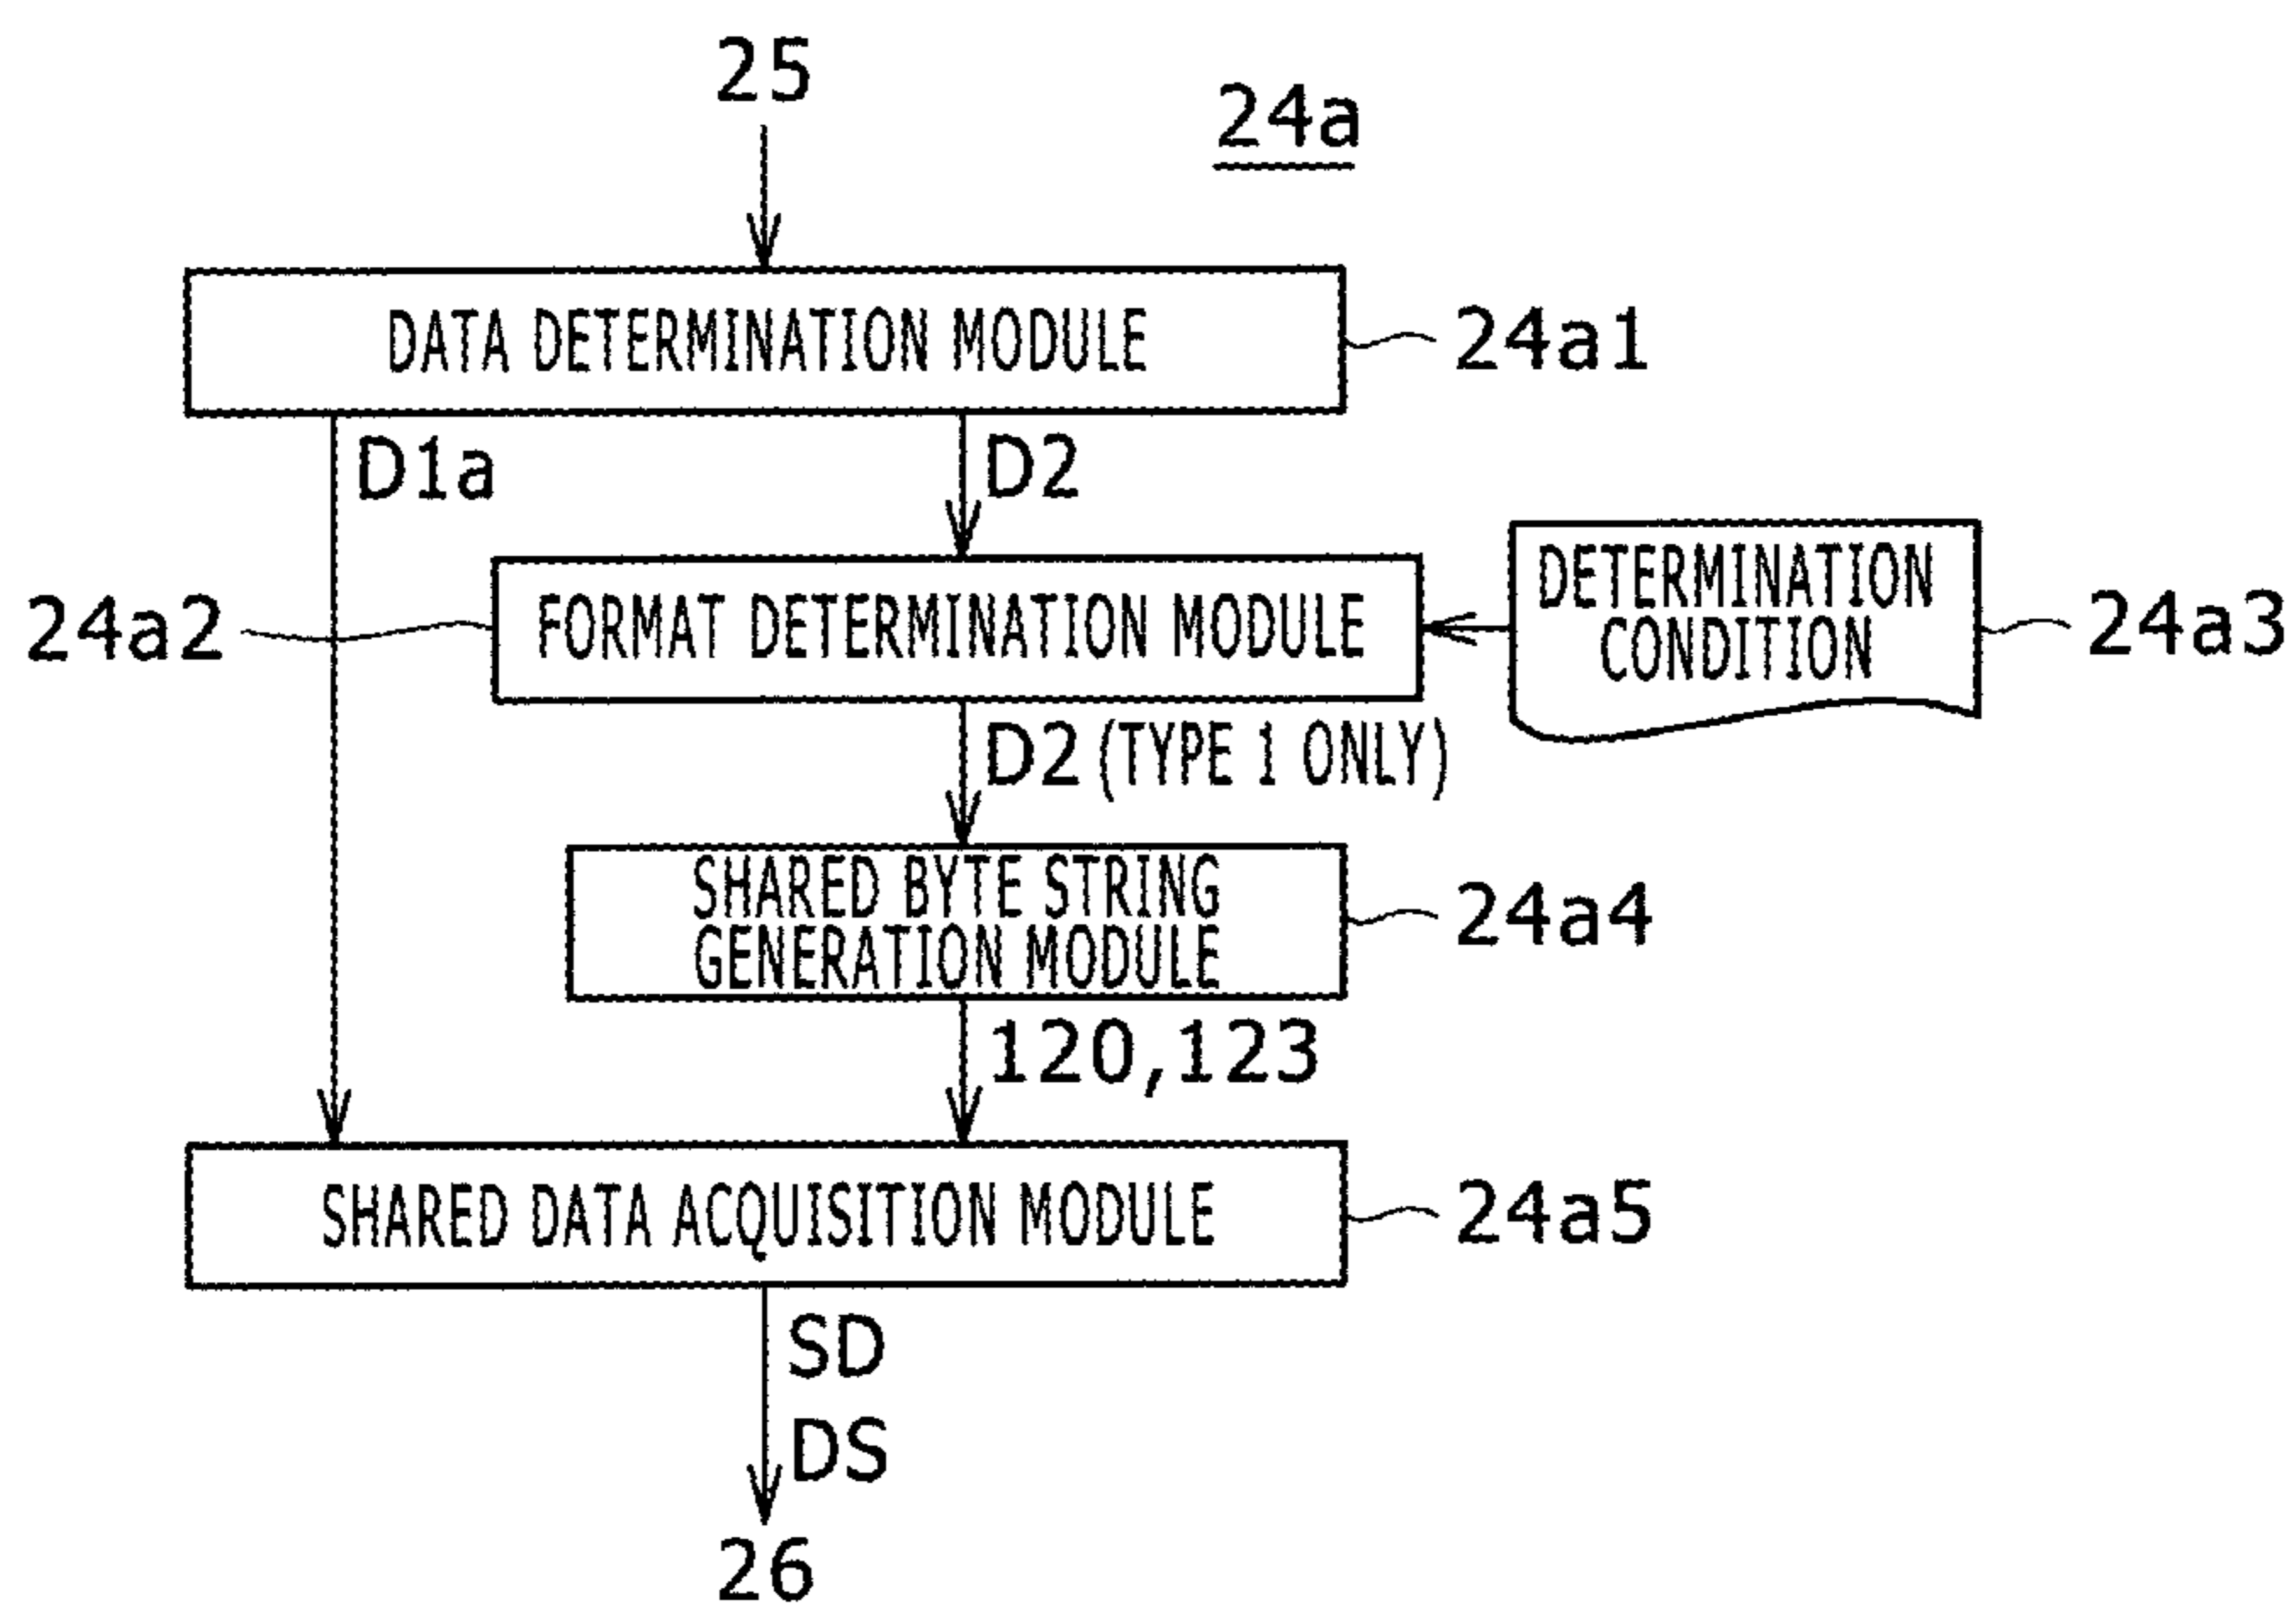 25
24a
DATA DETERMINATION MODULE
24a1
D1a
D2
24a2
FORMAT DETERMINATION MODULE
DETERMINATION
CONDITION
24a3
D2 (TYPE 1 ONLY)
SHARED BYTE STRING
GENERATION MODULE
24a4
120,123
SHARED DATA ACQUISITION MODULE
24a5
SD
DS
26